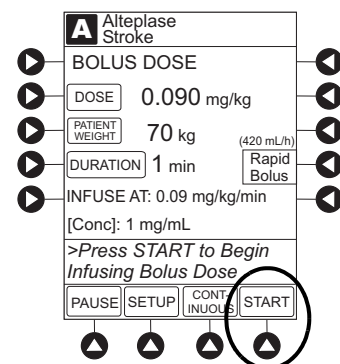 A Alteplase
Stroke
BOLUS DOSE
DOSE 0.090 mg/kg
PATIENT
WEIGHT 70 kg (420 mL/h)
DURATION 1 min Rapid
Bolus
INFUSE AT: 0.09 mg/kg/min
[Conc]: 1 mg/mL
>Press START to Begin
Infusing Bolus Dose
PAUSE SETUP CONT-
INUOUS START